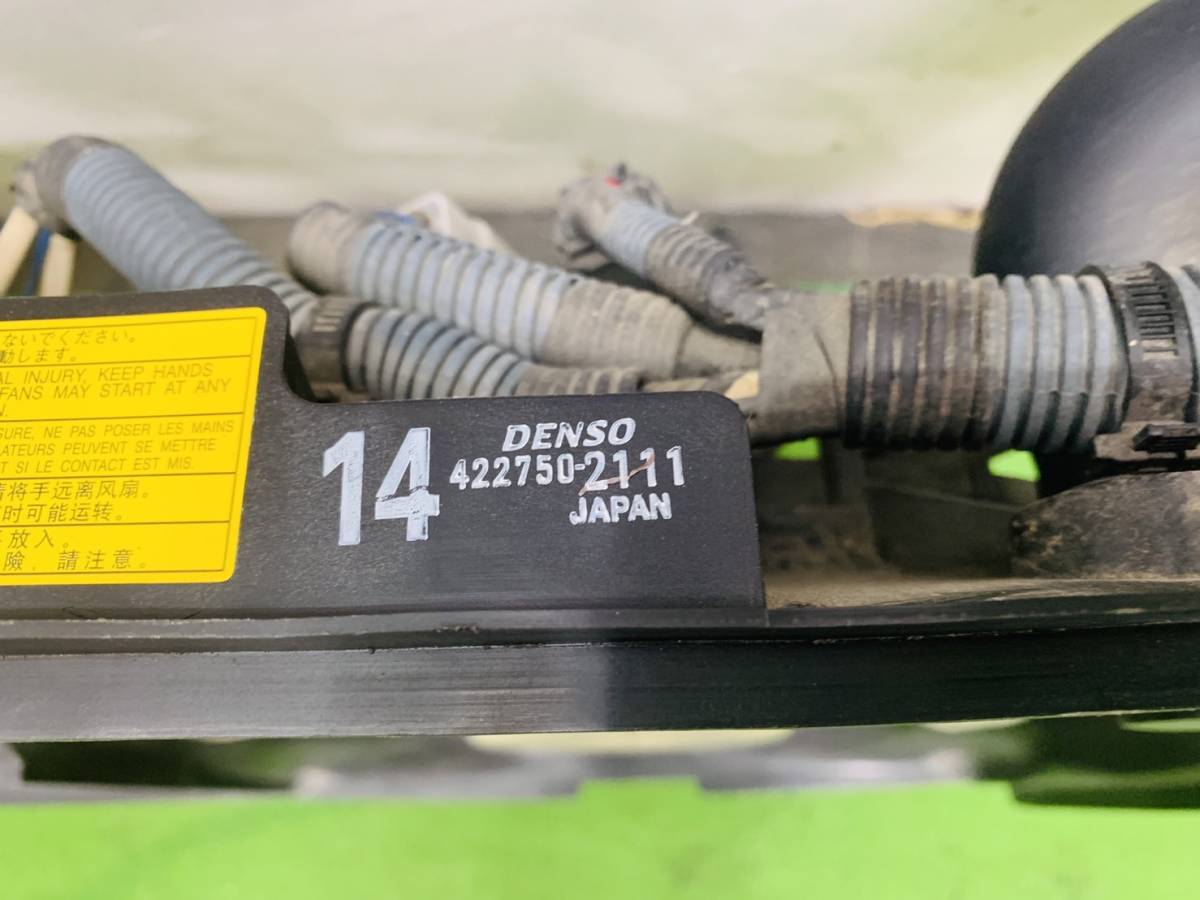 ないでください。
動します。
AL INJURY, KEEP HANDS
FANS MAY START AT ANY
N.
SURE, NE PAS POSER LES MAINS
LATEURS PEUVENT SE METTRE
T SI LE CONTACT EST MIS.
請将手远离风扇。
时可能运转。
放入。
險，請注意。
14
DENSO
422750-2111
JAPAN